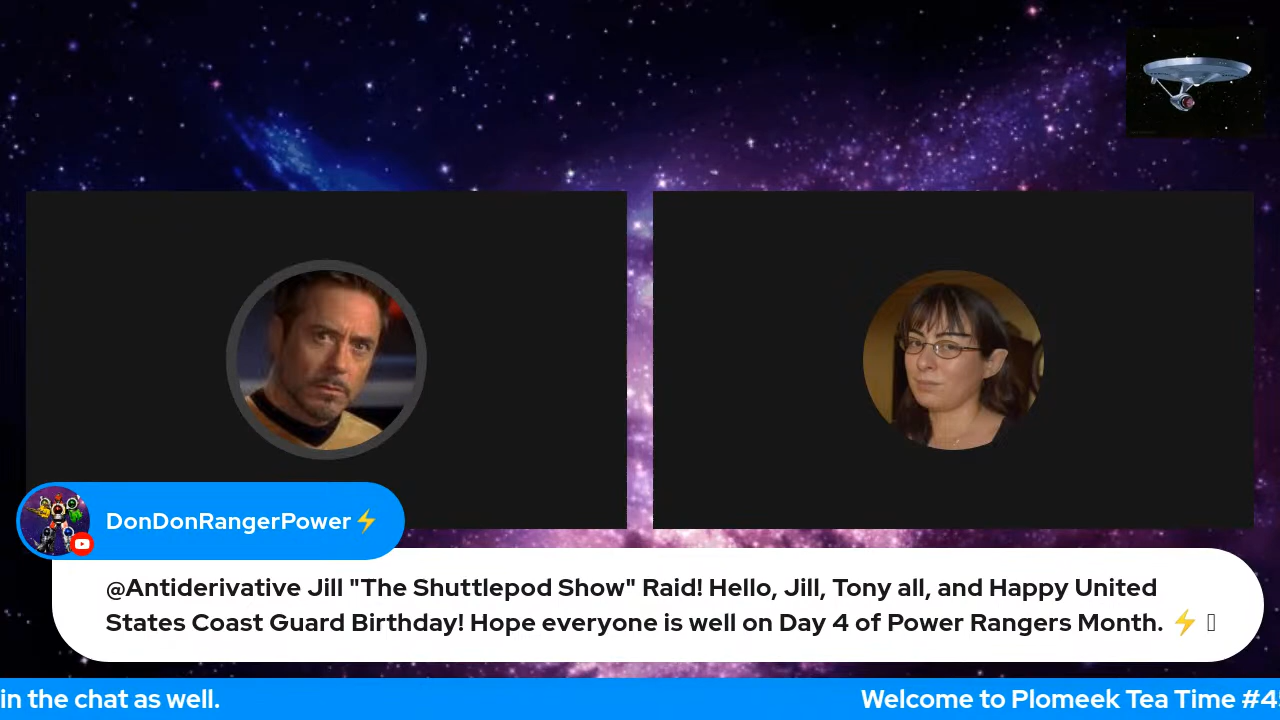 DonDonRangerPower⚡
@Antiderivative Jill "The Shuttlepod Show" Raid! Hello, Jill, Tony all, and Happy United
States Coast Guard Birthday! Hope everyone is well on Day 4 of Power Rangers Month. ⚡
in the chat as well. Welcome to Plomeek Tea Time